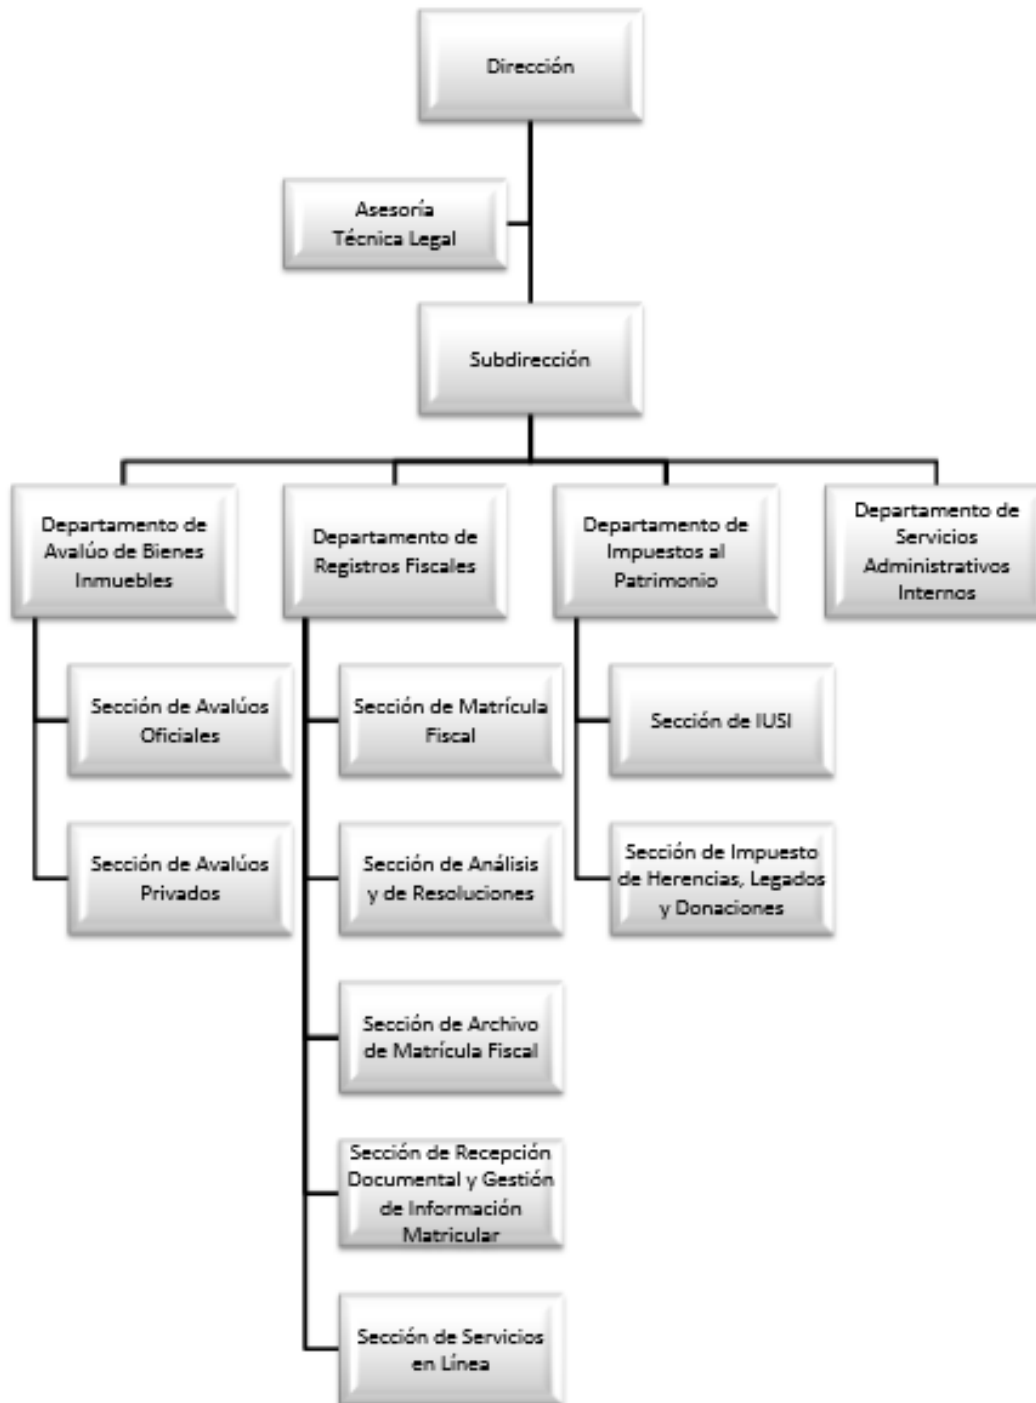 Dirección
Asesoría
Técnica Legal
Subdirección
Departamento de
Avalúo de Bienes
Inmuebles
Departamento de
Registros Fiscales
Departamento de
Impuestos al
Patrimonio
Departamento de
Servicios
Administrativos
Internos
Sección de Avalúos
Oficiales
Sección de Avalúos
Privados
Sección de Matrícula
Fiscal
Sección de Análisis
y de Resoluciones
Sección de Archivo
de Matrícula Fiscal
Sección de Recepción
Documental y Gestión
de Información
Matricular
Sección de Servicios
en Línea
Sección de IUSI
Sección de Impuesto
de Herencias, Legados
y Donaciones